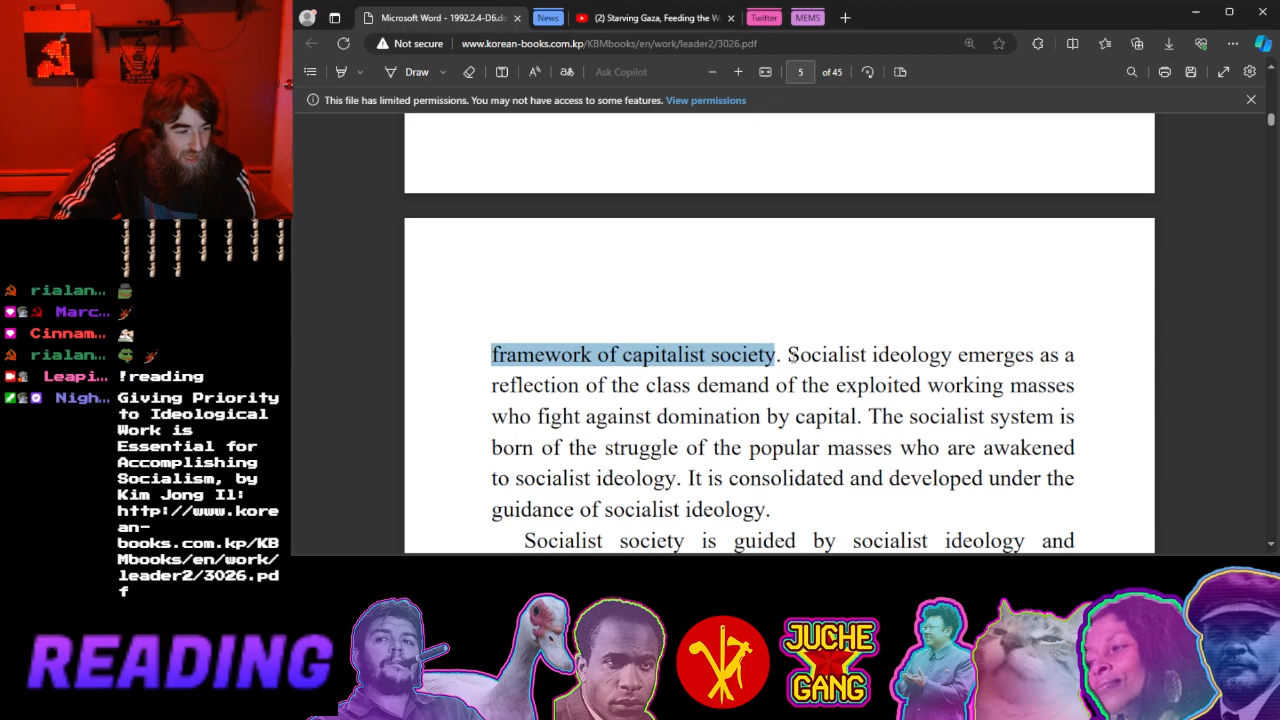 Microsoft Word - 1992.2.4-D6.do
News
(2) Starving Gaza, Feeding the W
Twitter
MEMS
Not secure
www.korean-books.com.kp/KBMbooks/en/work/leader2/3026.pdf
Draw
Ask Copilot
5 of 45
This file has limited permissions. You may not have access to some features. View permissions
framework of capitalist society. Socialist ideology emerges as a
reflection of the class demand of the exploited working masses
who fight against domination by capital. The socialist system is
born of the struggle of the popular masses who are awakened
to socialist ideology. It is consolidated and developed under the
guidance of socialist ideology.
Socialist society is guided by socialist ideology and
rialan...
Marc...
Cinnam...
rialan...
Leapi... !reading
Nigh... Giving Priority
to Ideological
Work is
Essential for
Accomplishing
Socialism, by
Kim Jong Il:
http://www.kore
an-
books.com.kp/KB
Mbooks/en/work/
leader2/3026.pd
f
READING
JUCHE
GANG